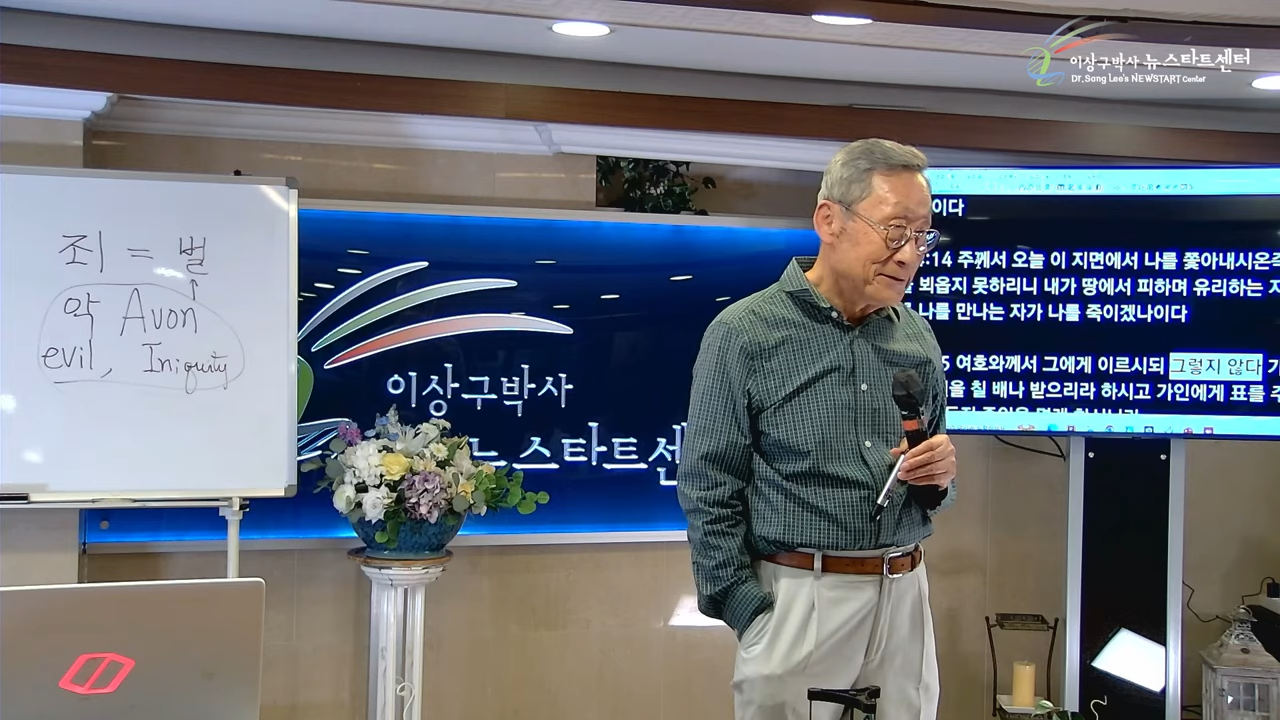 이상구박사 뉴스타트센터
Dr. Sang Lee's NEWSTART Center
죄 = 벌
악 Avon
evil, Iniquity
이상구박사
뉴스타트센
이다
:14 주께서 오늘 이 지면에서 나를 쫓아내시온즉
뵈옵지 못하리니 내가 땅에서 피하며 유리하는 자
나를 만나는 자가 나를 죽이겠나이다
5 여호와께서 그에게 이르시되 그렇지 않다
칠 배나 받으리라 하시고 가인에게 표를 주